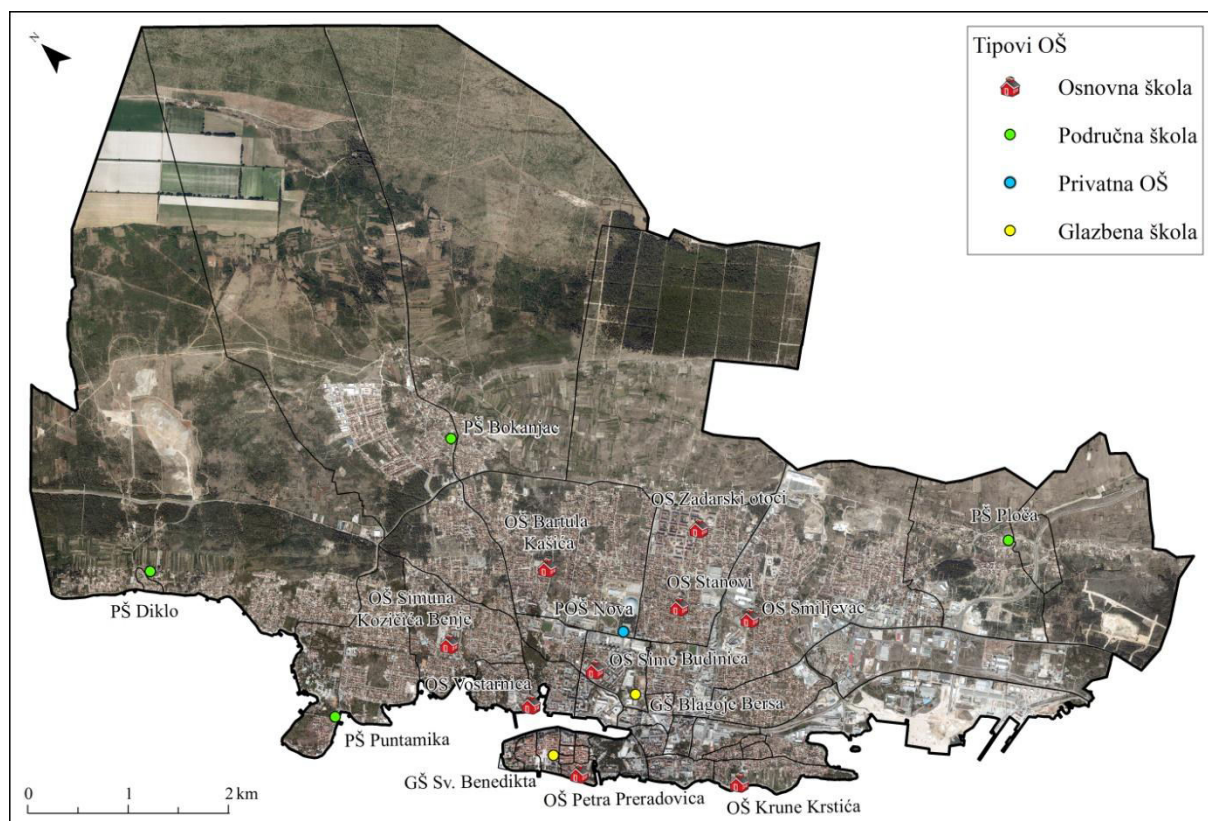 N
Tipovi OŠ
Osnovna škola
Područna škola
Privatna OŠ
Glazbena škola
PŠ Bokanjac
OŠ Zadarski otoci
PŠ Ploča
OŠ Bartula
Kašića
PŠ Diklo
OŠ Šimuna
Kožičića Benje
POŠ Nova
OŠ Stanovi
OŠ Smiljevac
OŠ Šime Budinića
OŠ Voštarnica
GŠ Blagoje Bersa
PŠ Puntamika
GŠ Sv. Benedikta
OŠ Petra Preradovića
OŠ Krune Krstića
0 1 2 km